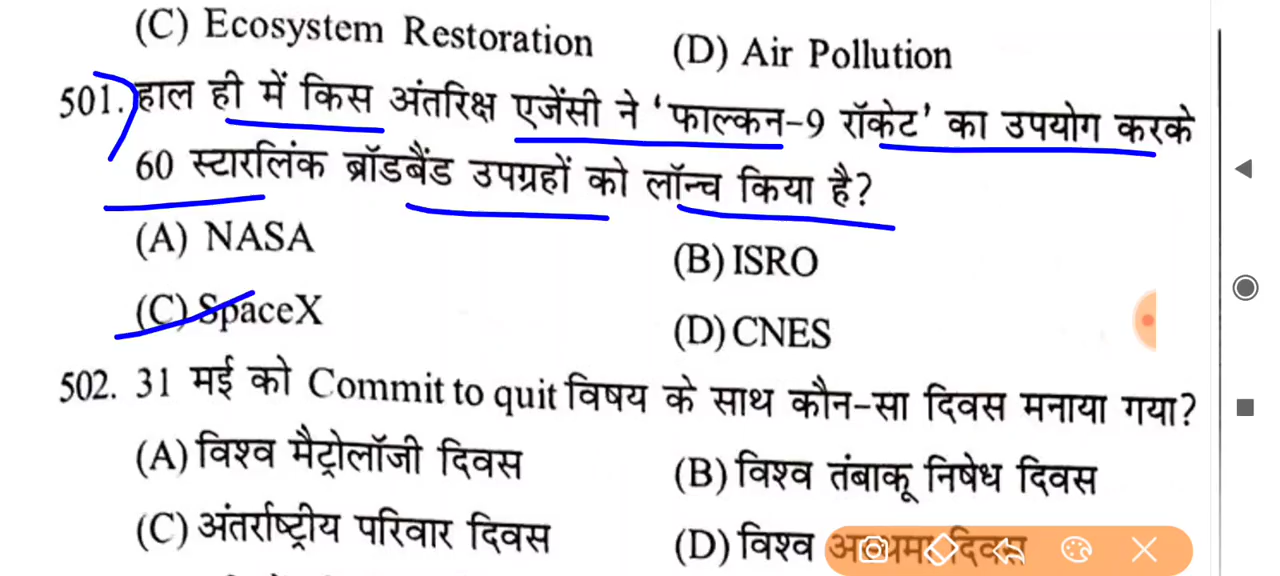 (C) Ecosystem Restoration (D) Air Pollution
501. हाल ही में किस अंतरिक्ष एजेंसी ने ‘फाल्कन-9 रॉकेट’ का उपयोग करके
60 स्टारलिंक ब्रॉडबैंड उपग्रहों को लॉन्च किया है?
(A) NASA (B) ISRO
(C) SpaceX (D) CNES
502. 31 मई को Commit to quit विषय के साथ कौन-सा दिवस मनाया गया?
(A) विश्व मैट्रोलॉजी दिवस (B) विश्व तंबाकू निषेध दिवस
(C) अंतर्राष्ट्रीय परिवार दिवस (D) विश्व दिवस